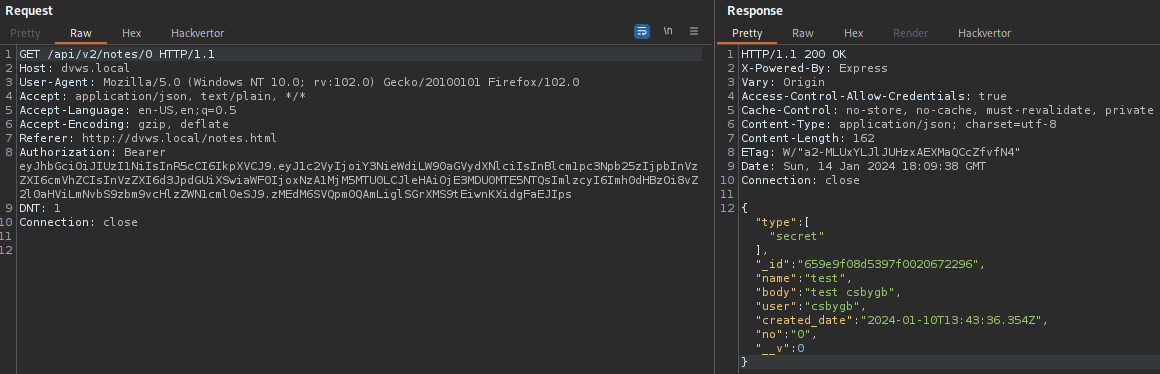 Request
Pretty Raw Hex Hackvertor
\n
1 GET /api/v2/notes/0 HTTP/1.1
2 Host: dvws.local
3 User-Agent: Mozilla/5.0 (Windows NT 10.0; rv:102.0) Gecko/20100101 Firefox/102.0
4 Accept: application/json, text/plain, */*
5 Accept-Language: en-US,en;q=0.5
6 Accept-Encoding: gzip, deflate
7 Referer: http://dvws.local/notes.html
8 Authorization: Bearer
9 DNT: 1
10 Connection: close
11
12
Response
Pretty Raw Hex Render Hackvertor
1 HTTP/1.1 200 OK
2 X-Powered-By: Express
3 Vary: Origin
4 Access-Control-Allow-Credentials: true
5 Cache-Control: no-store, no-cache, must-revalidate, private
6 Content-Type: application/json; charset=utf-8
7 Content-Length: 162
8 ETag: W/"a2-MLUxYLJlJUHzxAEXMaQCcZfvfN4"
9 Date: Sun, 14 Jan 2024 18:09:38 GMT
10 Connection: close
11
12 {
"type":[
"secret"
],
"_id":"659e9f08d5397f0020672296",
"name":"test",
"body":"test csbygb",
"user":"csbygb",
"created_date":"2024-01-10T13:43:36.354Z",
"no":"0",
"__v":0
}